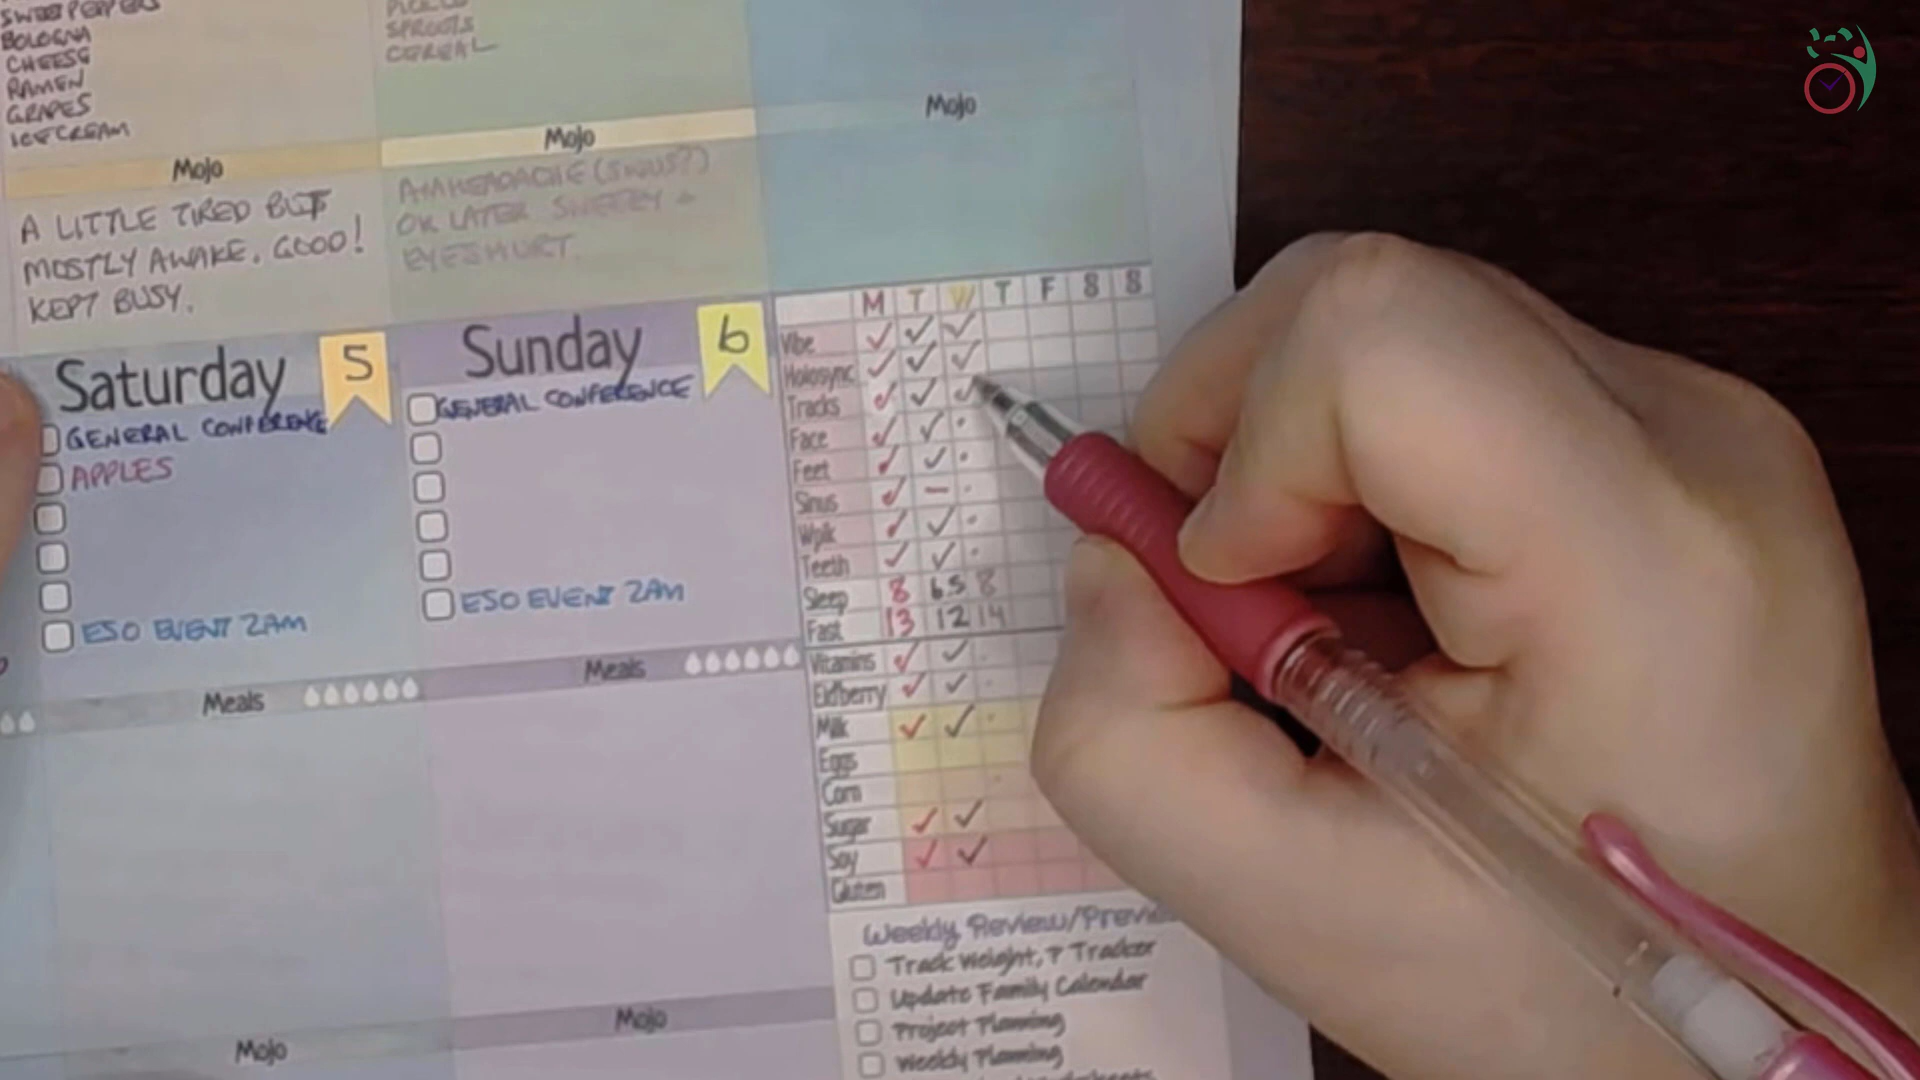 SWEET PEPPERS
BOLOGNA
CHEESE
RAMEN
GRAPES
ICE CREAM
SPROUTS
CEREAL
Mojo
A LITTLE TIRED BUT
MOSTLY AWAKE. GOOD!
KEPT BUSY.
Mojo
OK LATER
EYES HURT.
Mojo
Saturday 5
GENERAL CONFERENCE
APPLES
ESO EVENT 2AM
Meals
Mojo
Sunday 6
GENERAL CONFERENCE
ESO EVENT 2AM
Meals
Mojo
M T W T F S S
Vibe
Holosync
Tracks
Face
Feet
Sinus
Walk
Teeth
Sleep 8 6.5 8
Fast 13 12 14
Vitamins
Eldberry
Milk
Eggs
Corn
Sugar
Soy
Gluten
Weekly Review/Previe
Track Weight, P Tracker
Update Family Calendar
Project Planning
Weekly Planning